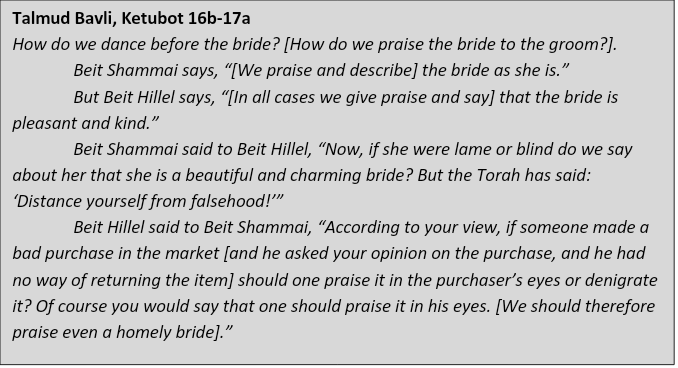 Talmud Bavli, Ketubot 16b-17a
How do we dance before the bride? [How do we praise the bride to the groom?].
Beit Shammai says, “[We praise and describe] the bride as she is.”
But Beit Hillel says, “[In all cases we give praise and say] that the bride is
pleasant and kind.”
Beit Shammai said to Beit Hillel, “Now, if she were lame or blind do we say
about her that she is a beautiful and charming bride? But the Torah has said:
‘Distance yourself from falsehood!’”
Beit Hillel said to Beit Shammai, “According to your view, if someone made a
bad purchase in the market [and he asked your opinion on the purchase, and he had
no way of returning the item] should one praise it in the purchaser’s eyes or denigrate
it? Of course you would say that one should praise it in his eyes. [We should therefore
praise even a homely bride].”